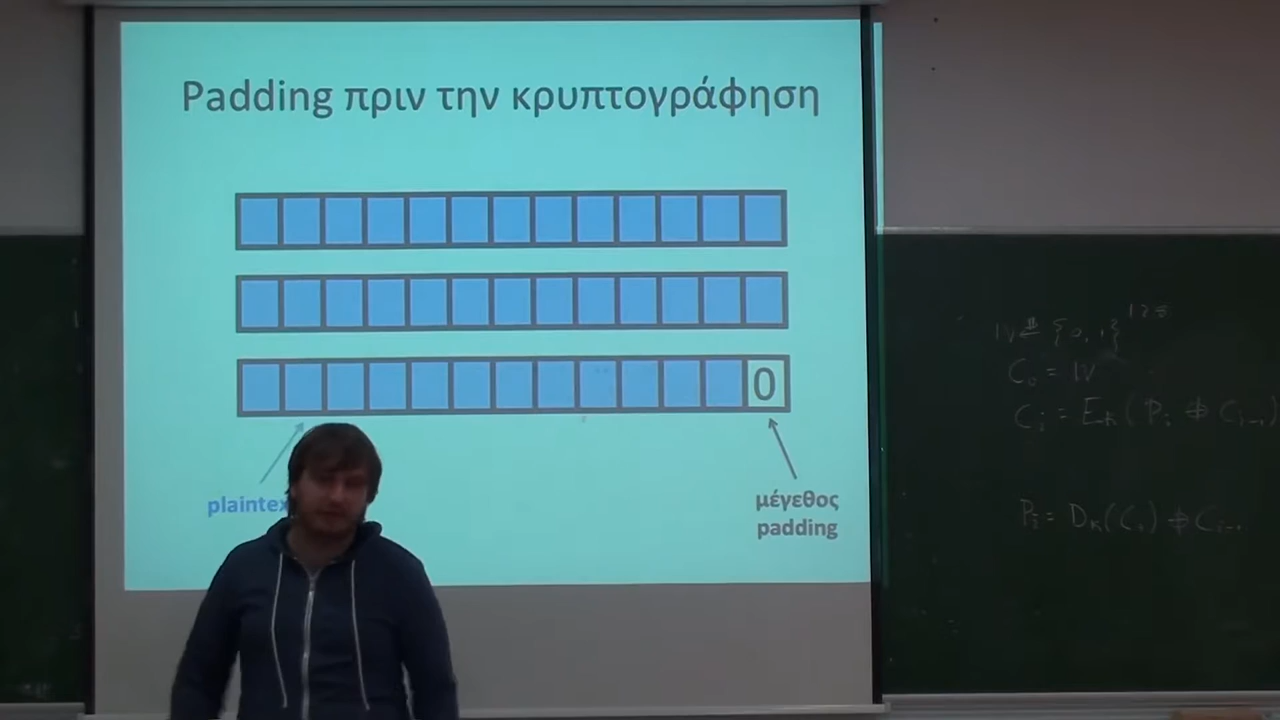 Padding πριν την κρυπτογράφηση
0
plaintex
μέγεθος
padding
C₀ = IV
Cᵢ = Eₖ(Pᵢ ⊕ Cᵢ₋₁)
Pᵢ = Dₖ(Cᵢ) ⊕ Cᵢ₋₁